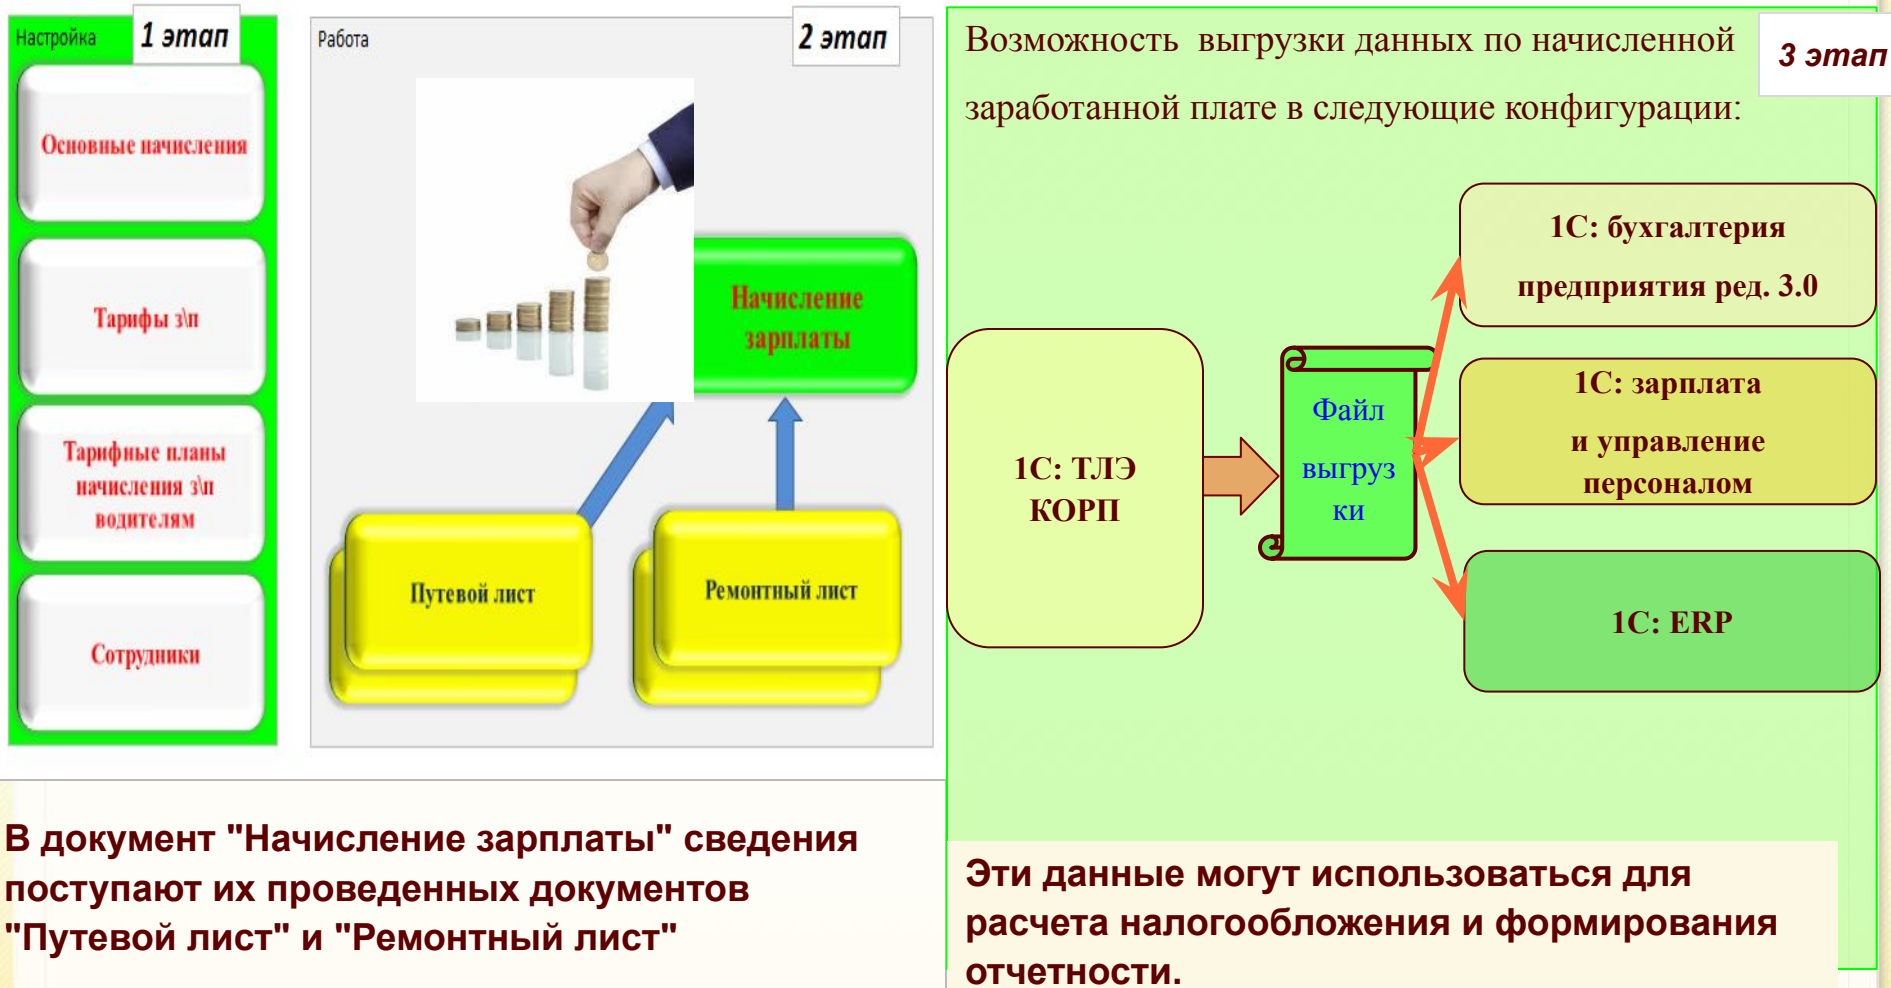 Настройка
1 этап
Основные начисления
Тарифы з\п
Тарифные планы
начисления з\п
водителям
Сотрудники
Работа
2 этап
Начисление
зарплаты
Путевой лист
Ремонтный лист
В документ "Начисление зарплаты" сведения
поступают их проведенных документов
"Путевой лист" и "Ремонтный лист"
Возможность выгрузки данных по начисленной
заработанной плате в следующие конфигурации:
3 этап
1С: ТЛЭ
КОРП
Файл
выгруз
ки
1С: бухгалтерия
предприятия ред. 3.0
1С: зарплата
и управление
персоналом
1С: ERP
Эти данные могут использоваться для
расчета налогообложения и формирования
отчетности.